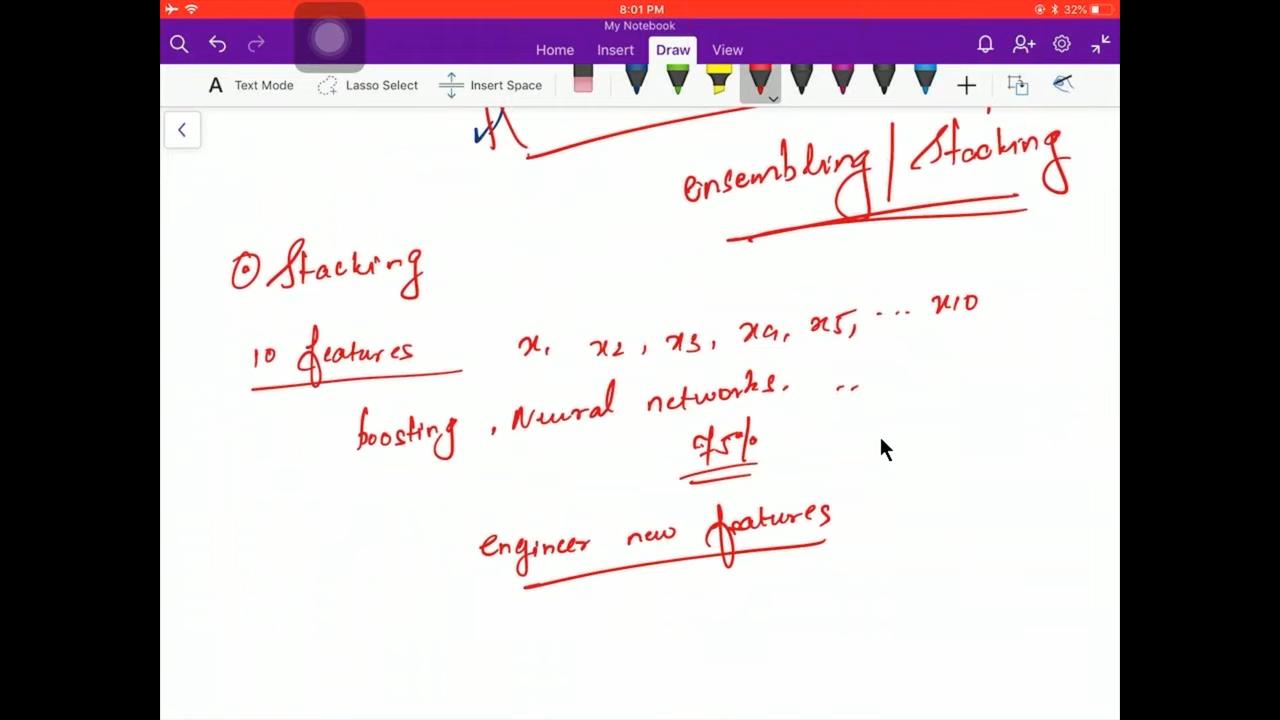 8:01 PM
32%
My Notebook
Home Insert Draw View
A Text Mode Lasso Select Insert Space
ensembling | Stacking
⊙ Stacking
10 features x1 x2, x3, x4, x5, ... x10
boosting, Neural networks. ..
75%
engineer new features